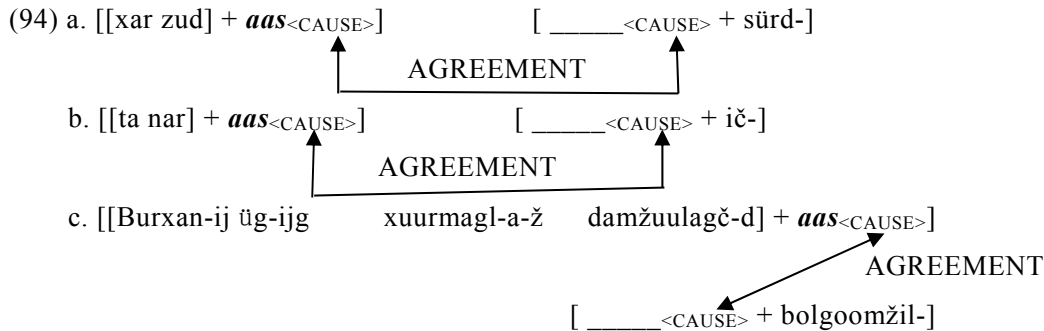 (94) a. [[xar zud] + aas<CAUSE>] [ _____<CAUSE> + sürd-]
AGREEMENT
b. [[ta nar] + aas<CAUSE>] [ _____<CAUSE> + ič-]
AGREEMENT
c. [[Burxan-ij üg-ijg xuurmagl-a-ž damžuulagč-d] + aas<CAUSE>]
AGREEMENT
[ _____<CAUSE> + bolgoomžil-]